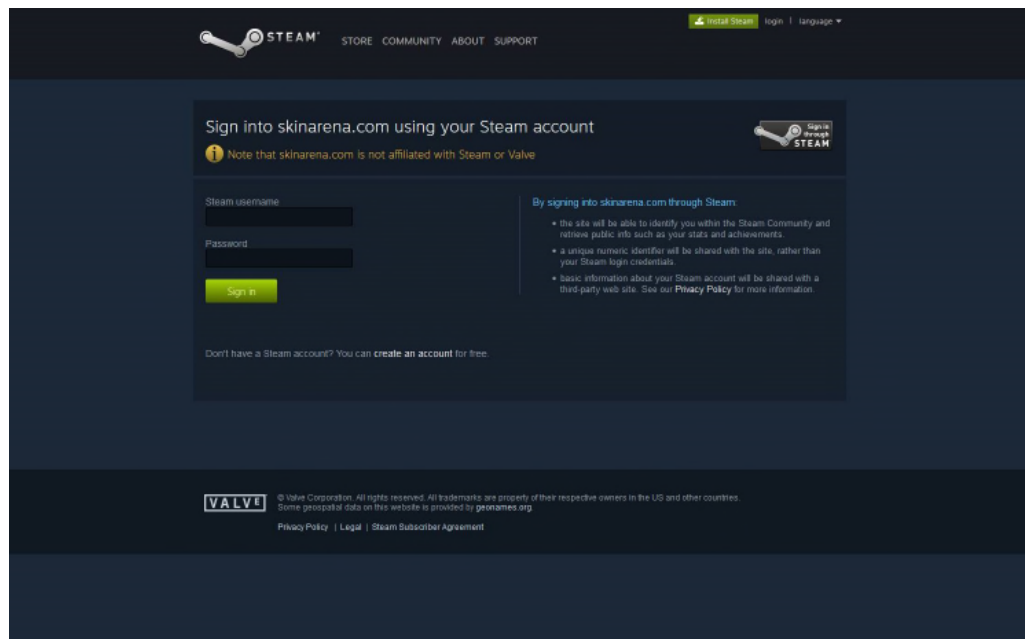 STEAM®
STORE COMMUNITY ABOUT SUPPORT
Install Steam login | language
Sign into skinarena.com using your Steam account
Note that skinarena.com is not affiliated with Steam or Valve
Sign in
through
STEAM
Steam username
Password
Sign in
Don't have a Steam account? You can create an account for free.
By signing into skinarena.com through Steam:
• the site will be able to identify you within the Steam Community and
retrieve public info such as your stats and achievements.
• a unique numeric identifier will be shared with the site, rather than
your Steam login credentials.
• basic information about your Steam account will be shared with a
third-party web site. See our Privacy Policy for more information.
VALVE
© Valve Corporation. All rights reserved. All trademarks are property of their respective owners in the US and other countries.
Some geospatial data on this website is provided by geonames.org.
Privacy Policy | Legal | Steam Subscriber Agreement